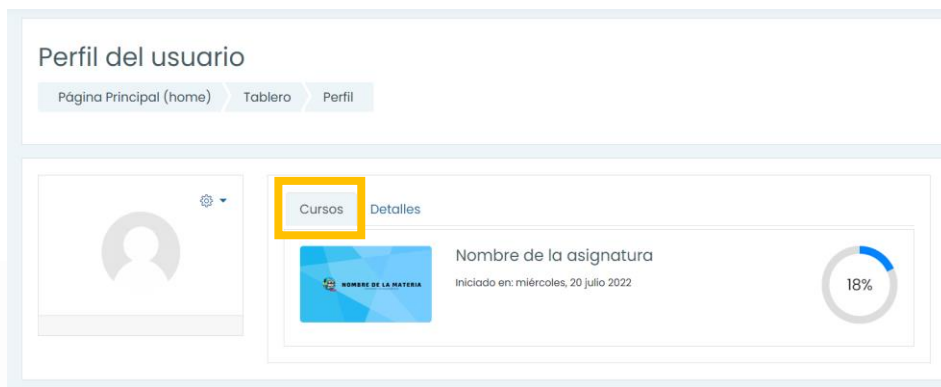 Perfil del usuario
Página Principal (home) Tablero Perfil
Cursos Detalles
NOMBRE DE LA MATERIA
Nombre de la asignatura
Iniciado en: miércoles, 20 julio 2022
18%